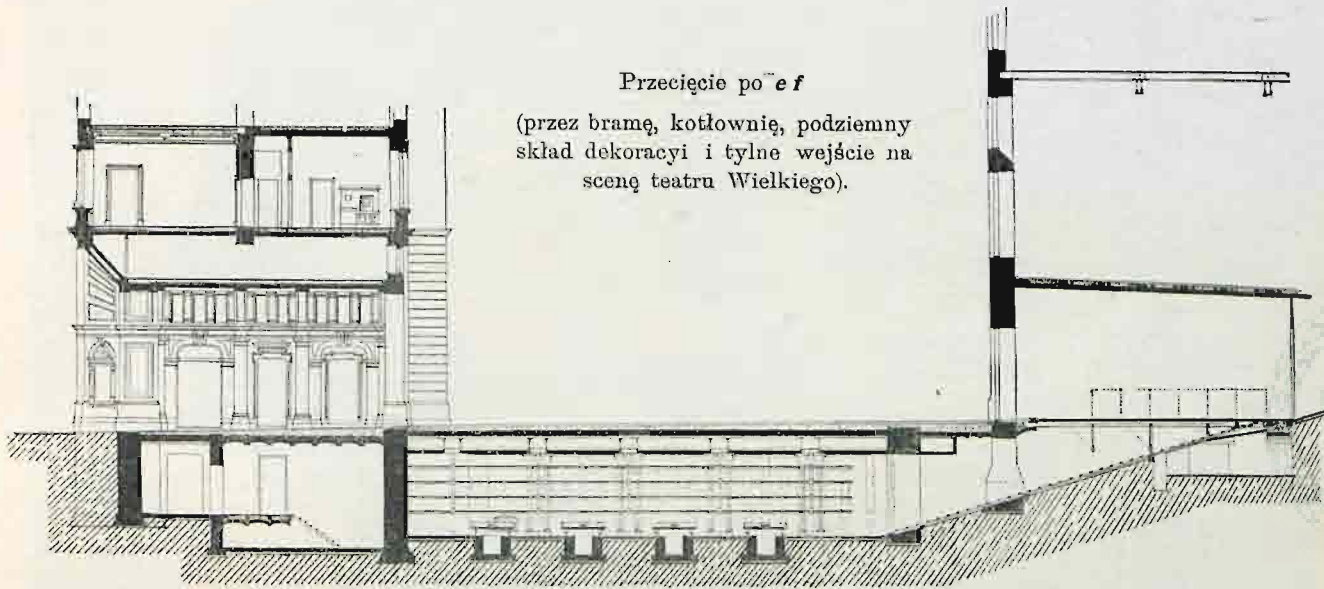 Przecięcie po e f
(przez bramę, kotłownię, podziemny
skład dekoracyi i tylne wejście na
scenę teatru Wielkiego).